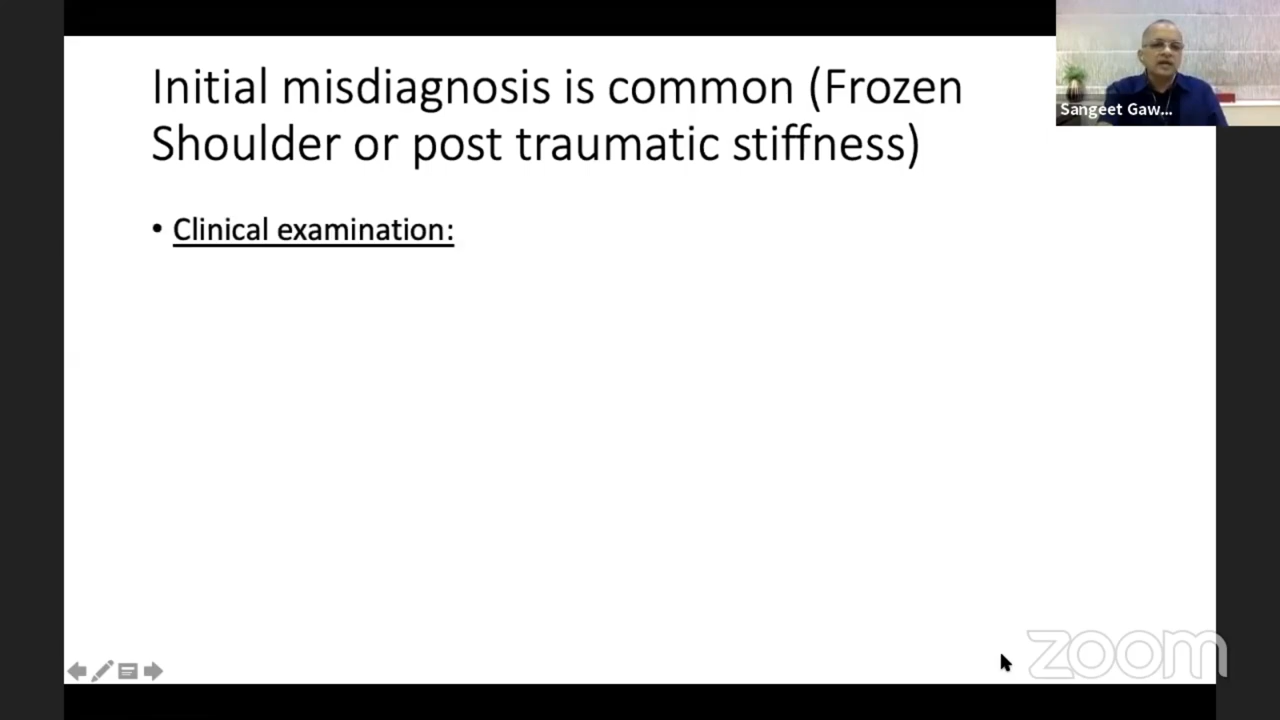 Initial misdiagnosis is common (Frozen
Shoulder or post traumatic stiffness)
Sangeet Gaw...
• Clinical examination:
zoom